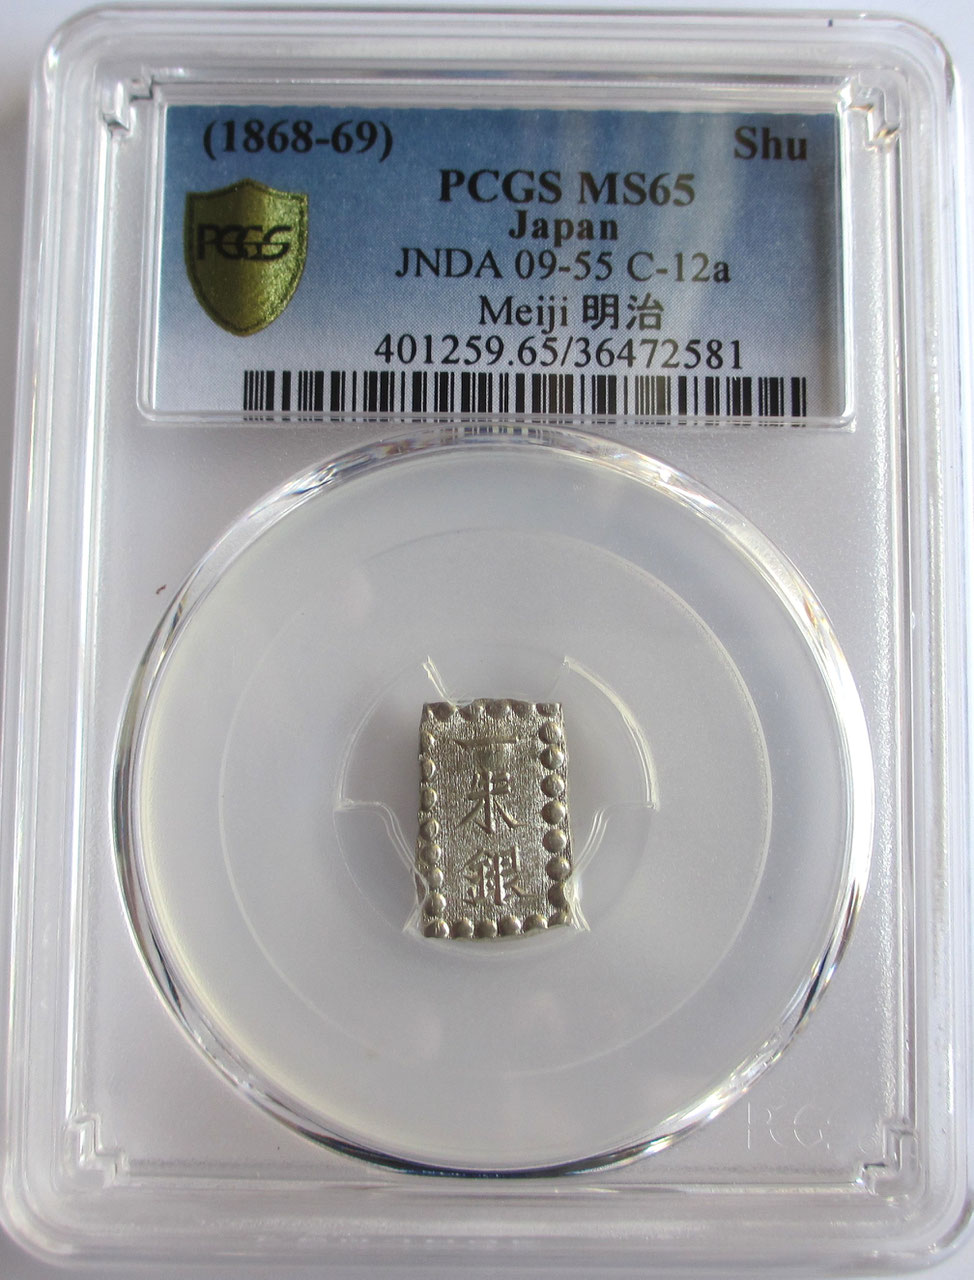 (1868-69) Shu
PCGS MS65
Japan
PCGS
JNDA 09-55 C-12a
Meiji 明治
401259.65/36472581
一
朱
銀
PCGS